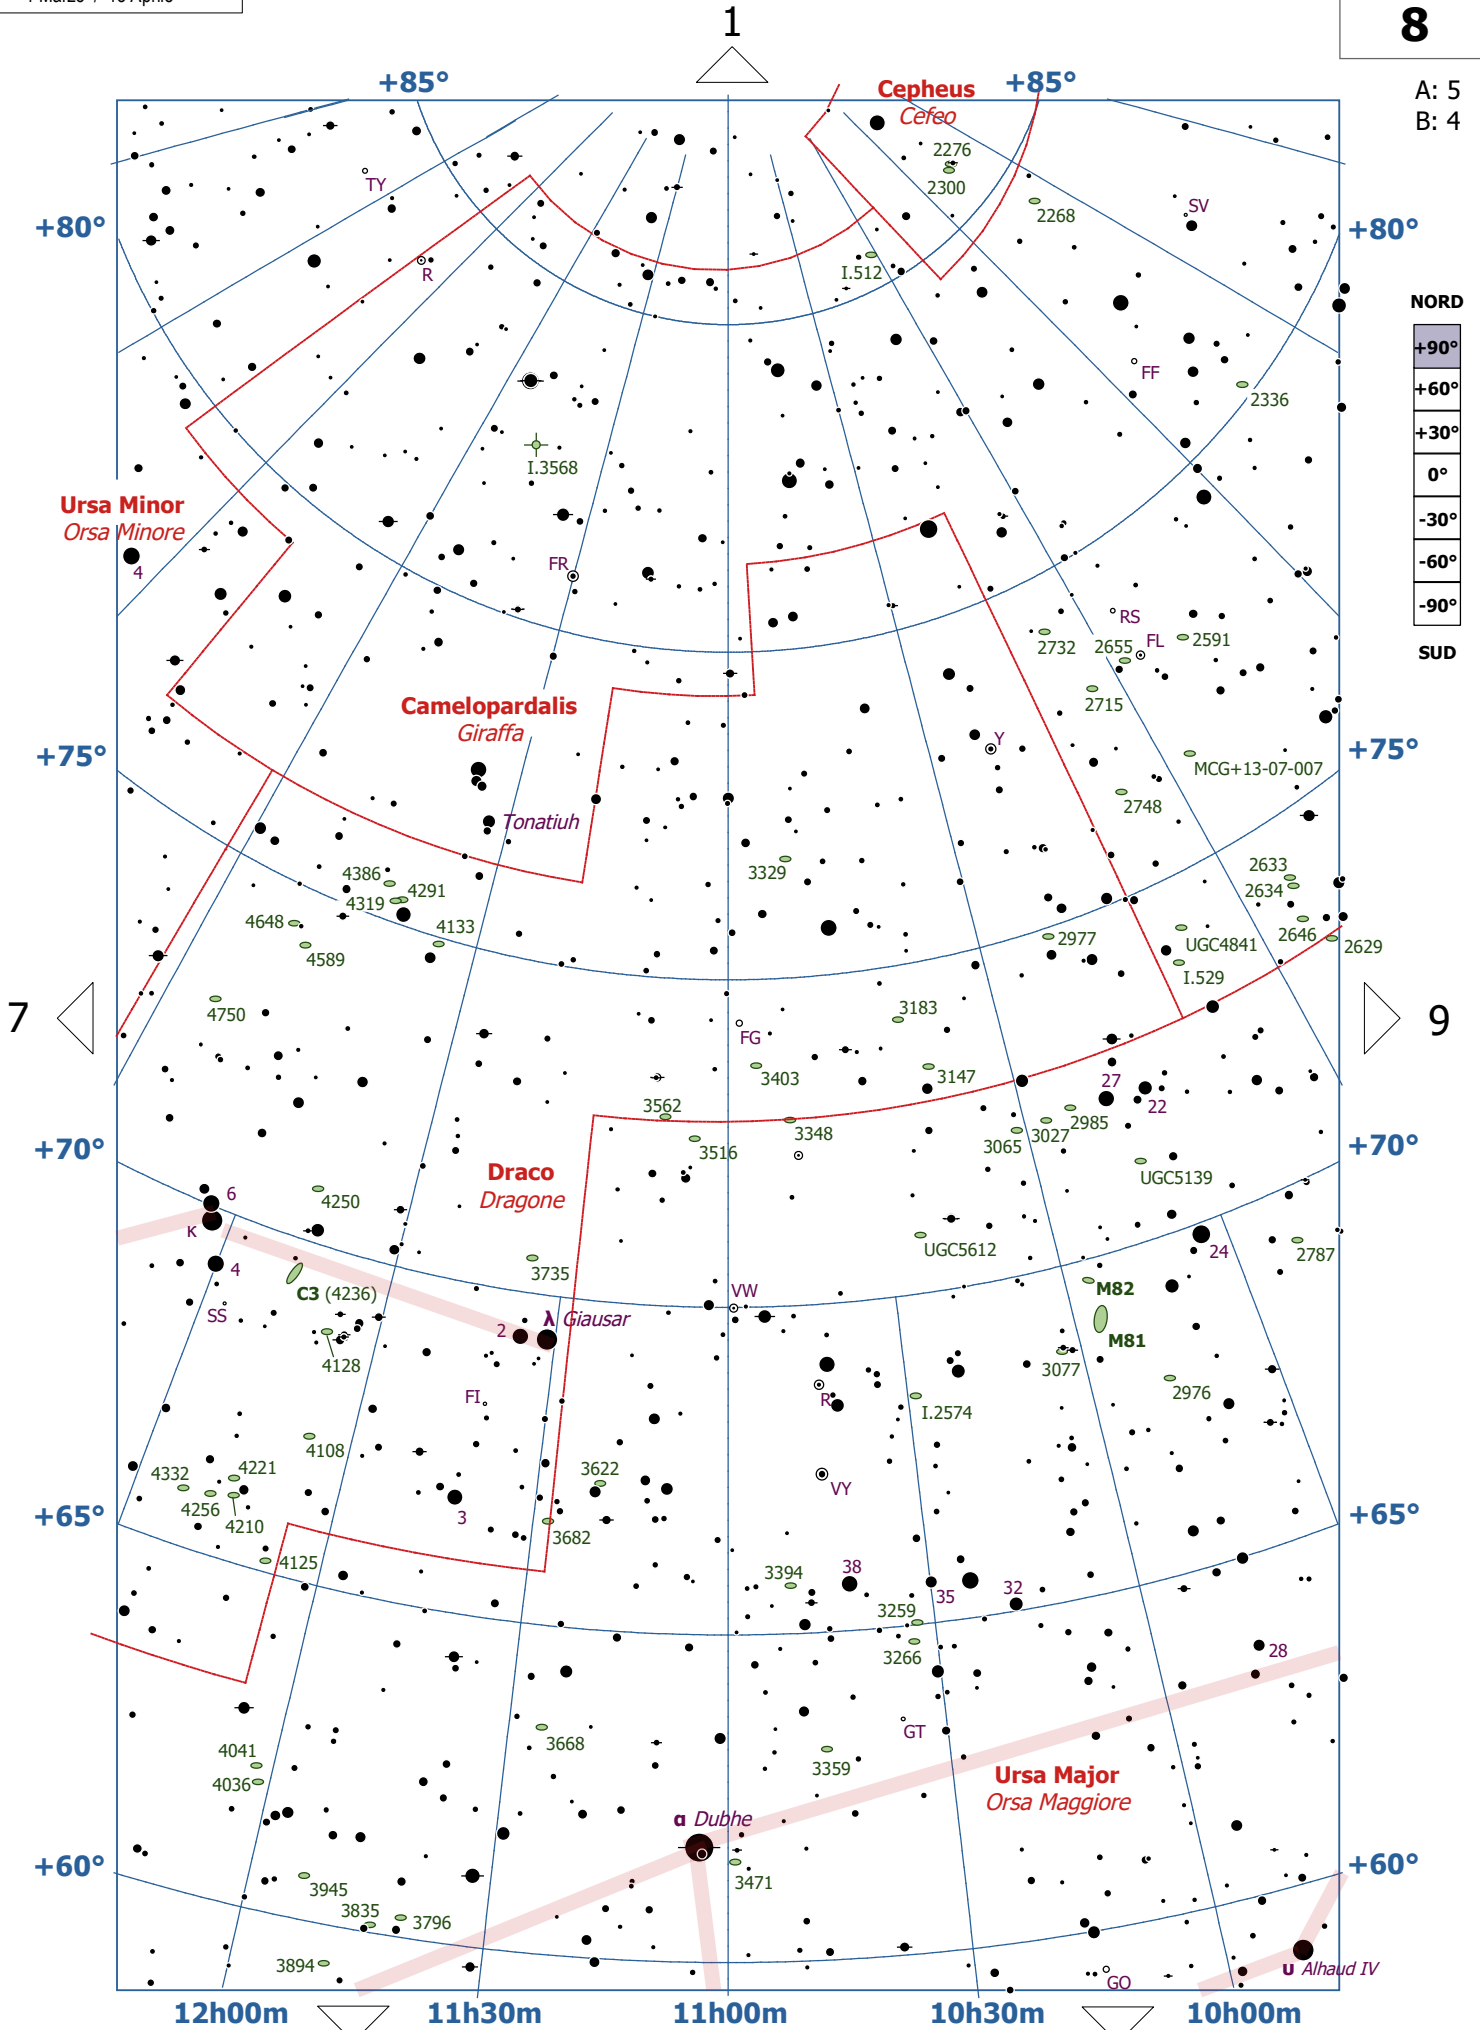 1
8
+85°
+85°
Cepheus
Cefeo
A: 5
B: 4
2276
TY
2300
SV
2268
+80°
+80°
R
I.512
NORD
+90°
FF
+60°
2336
+30°
I.3568
0°
Ursa Minor
Orsa Minore
-30°
4
FR
-60°
-90°
RS
FL
2732
2655
2591
SUD
2715
Camelopardalis
Giraffa
+75°
Y
+75°
MCG+13-07-007
2748
Tonatiuh
4386
3329
2633
4291
2634
4319
4648
4133
2977
UGC4841
2646
2629
4589
I.529
4750
3183
7
9
FG
3403
3147
27
22
3562
3348
2985
3027
3065
3516
+70°
+70°
Draco
Dragone
UGC5139
6
4250
κ
UGC5612
24
2787
4
3735
C3 (4236)
M82
VW
SS
λ Giausar
2
M81
4128
3077
2976
FI
R
I.2574
4108
4332
4221
3622
VY
4256
4210
3
+65°
+65°
3682
4125
3394
38
35
32
3259
3266
28
GT
3668
4041
3359
4036
Ursa Major
Orsa Maggiore
α Dubhe
+60°
+60°
3471
3945
3835
3796
3894
GO
υ Alhaud IV
12h00m
11h30m
11h00m
10h30m
10h00m